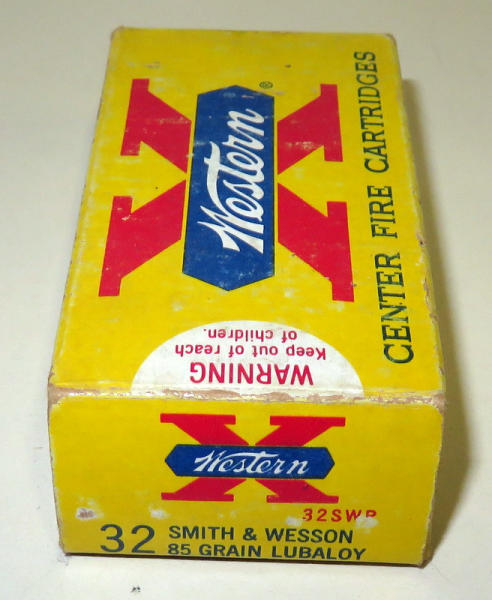 Western
®
CENTER FIRE CARTRIDGES
WARNING
Keep out of reach
of children.
Western
32SWP
32 SMITH & WESSON
85 GRAIN LUBALOY